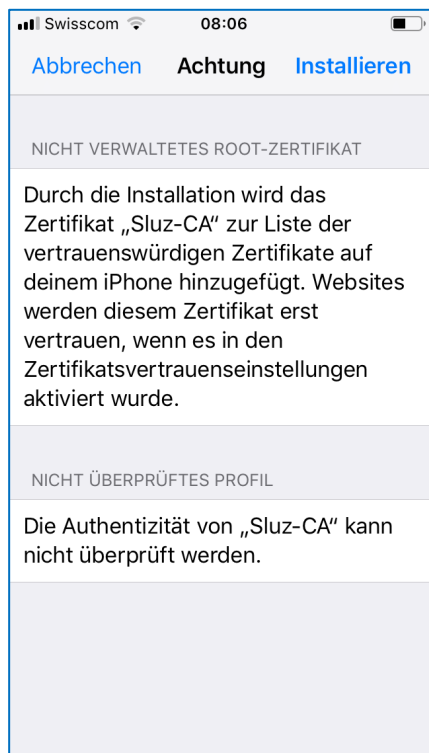 Swisscom 08:06
Abbrechen Achtung Installieren
NICHT VERWALTETES ROOT-ZERTIFIKAT
Durch die Installation wird das
Zertifikat „Sluz-CA“ zur Liste der
vertrauenswürdigen Zertifikate auf
deinem iPhone hinzugefügt. Websites
werden diesem Zertifikat erst
vertrauen, wenn es in den
Zertifikatsvertrauenseinstellungen
aktiviert wurde.
NICHT ÜBERPRÜFTES PROFIL
Die Authentizität von „Sluz-CA“ kann
nicht überprüft werden.